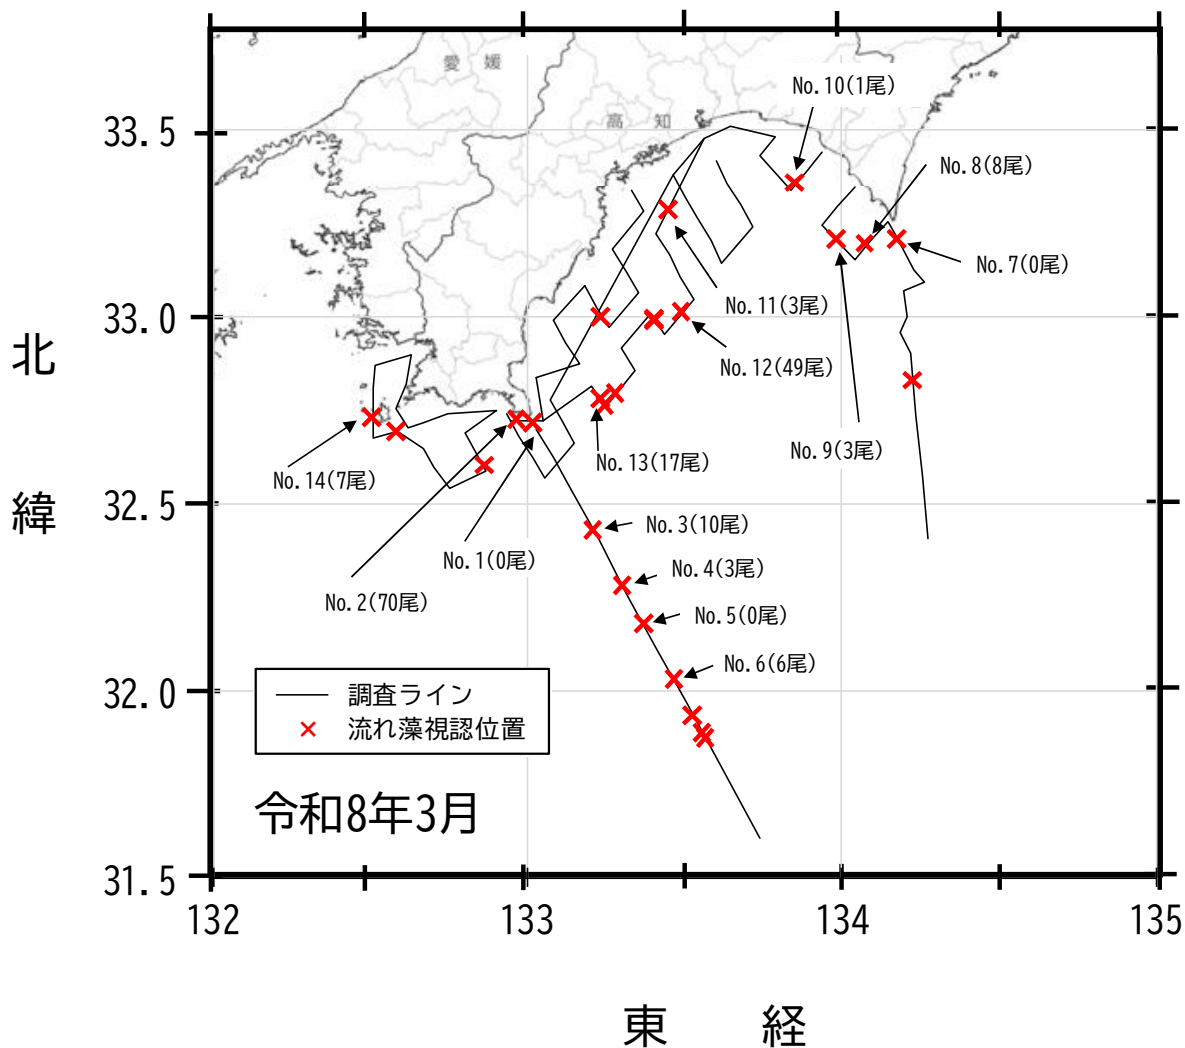 愛媛
高知
No.10(1尾)
No.8(8尾)
No.7(0尾)
No.11(3尾)
No.12(49尾)
No.9(3尾)
No.13(17尾)
No.14(7尾)
No.3(10尾)
No.1(0尾)
No.4(3尾)
No.2(70尾)
No.5(0尾)
No.6(6尾)
調査ライン
流れ藻視認位置
令和8年3月
33.5
33.0
32.5
32.0
31.5
132
133
134
135
北緯
東経